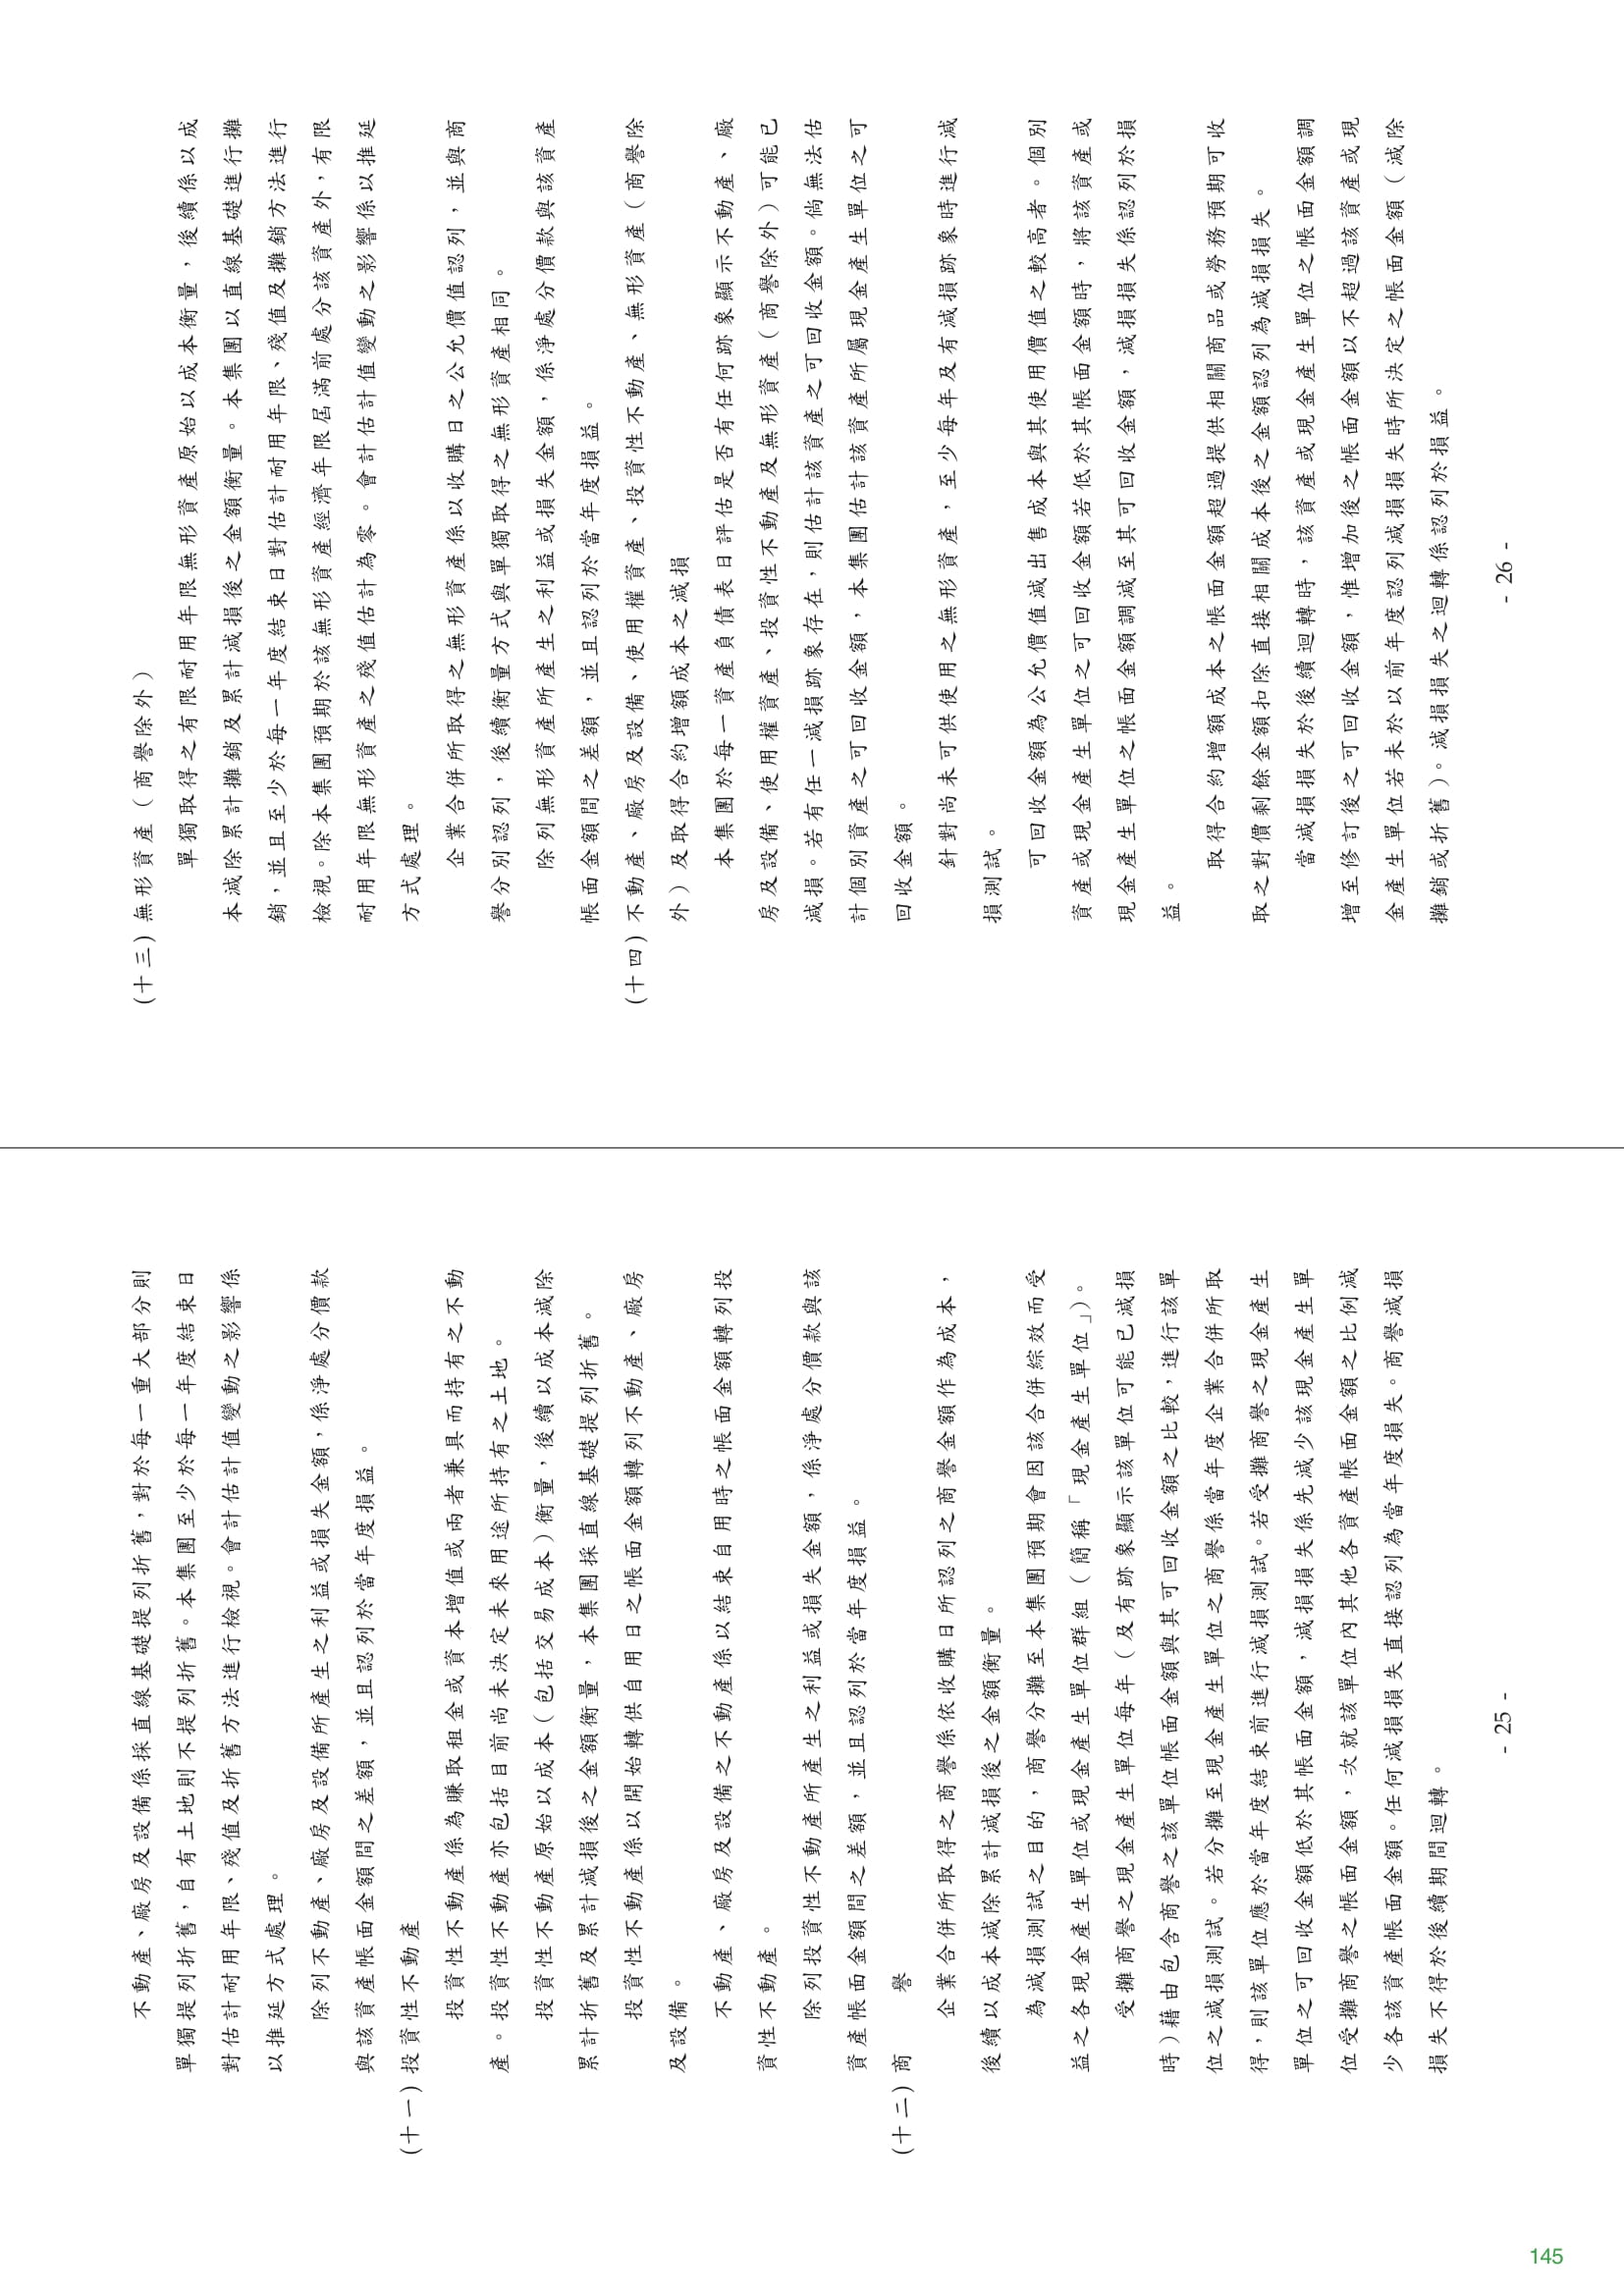 不動產、廠房及設備係採直線基礎提列折舊，對於每一重大部分則
單獨提列折舊，自有土地則不提列折舊。本集團至少於每一年度結束日
對估計耐用年限、殘值及折舊方法進行檢視。會計估計值變動之影響係
以推延方式處理。
除列不動產、廠房及設備所產生之利益或損失金額，係淨處分價款
與該資產帳面金額間之差額，並且認列於當年度損益。
(十一)投資性不動產
投資性不動產係為賺取租金或資本增值或兩者兼具而持有之不動
產。投資性不動產亦包括目前尚未決定未來用途所持有之土地。
投資性不動產原始以成本（包括交易成本）衡量，後續以成本減除
累計折舊及累計減損後之金額衡量，本集團採直線基礎提列折舊。
投資性不動產係以開始轉供自用日之帳面金額轉列不動產、廠房
及設備。
不動產、廠房及設備之不動產係以結束自用時之帳面金額轉列投
資性不動產。
除列投資性不動產所產生之利益或損失金額，係淨處分價款與該
資產帳面金額間之差額，並且認列於當年度損益。
(十二)商　譽
企業合併所取得之商譽係依收購日所認列之商譽金額作為成本，
後續以成本減除累計減損後之金額衡量。
為減損測試之目的，商譽分攤至本集團預期會因該合併綜效而受
益之各現金產生單位或現金產生單位群組（簡稱「現金產生單位」）。
受攤商譽之現金產生單位每年（及有跡象顯示該單位可能已減損
時）藉由包含商譽之該單位帳面金額與其可回收金額之比較，進行該單
位之減損測試。若分攤至現金產生單位之商譽係當年度企業合併所取
得，則該單位應於當年度結束前進行減損測試。若受攤商譽之現金產生
單位之可回收金額低於其帳面金額，減損損失係先減少該現金產生單
位受攤商譽之帳面金額，次就該單位內其他各資產帳面金額之比例減
少各該資產帳面金額。任何減損損失直接認列為當年度損失。商譽減損
損失不得於後續期間迴轉。
- 25 -
(十三)無形資產（商譽除外）
單獨取得之有限耐用年限無形資產原始以成本衡量，後續係以成
本減除累計攤銷及累計減損後之金額衡量。本集團以直線基礎進行攤
銷，並且至少於每一年度結束日對估計耐用年限、殘值及攤銷方法進行
檢視。除本集團預期於該無形資產經濟年限屆滿前處分該資產外，有限
耐用年限無形資產之殘值估計為零。會計估計值變動之影響係以推延
方式處理。
企業合併所取得之無形資產係以收購日之公允價值認列，並與商
譽分別認列，後續衡量方式與單獨取得之無形資產相同。
除列無形資產所產生之利益或損失金額，係淨處分價款與該資產
帳面金額間之差額，並且認列於當年度損益。
(十四)不動產、廠房及設備、使用權資產、投資性不動產、無形資產（商譽除
外）及取得合約增額成本之減損
本集團於每一資產負債表日評估是否有任何跡象顯示不動產、廠
房及設備、使用權資產、投資性不動產及無形資產（商譽除外）可能已
減損。若有任一減損跡象存在，則估計該資產之可回收金額。倘無法估
計個別資產之可回收金額，本集團估計該資產所屬現金產生單位之可
回收金額。
針對尚未可供使用之無形資產，至少每年及有減損跡象時進行減
損測試。
可回收金額為公允價值減出售成本與其使用價值之較高者。個別
資產或現金產生單位之可回收金額若低於其帳面金額時，將該資產或
現金產生單位之帳面金額調減至其可回收金額，減損損失係認列於損
益。
取得合約增額成本之帳面金額超過提供相關商品或勞務預期可收
取之對價剩餘金額扣除直接相關成本後之金額認列為減損損失。
當減損損失於後續迴轉時，該資產或現金產生單位之帳面金額調
增至修訂後之可回收金額，惟增加後之帳面金額以不超過該資產或現
金產生單位若未於以前年度認列減損損失時所決定之帳面金額（減除
攤銷或折舊）。減損損失之迴轉係認列於損益。
- 26 -
145